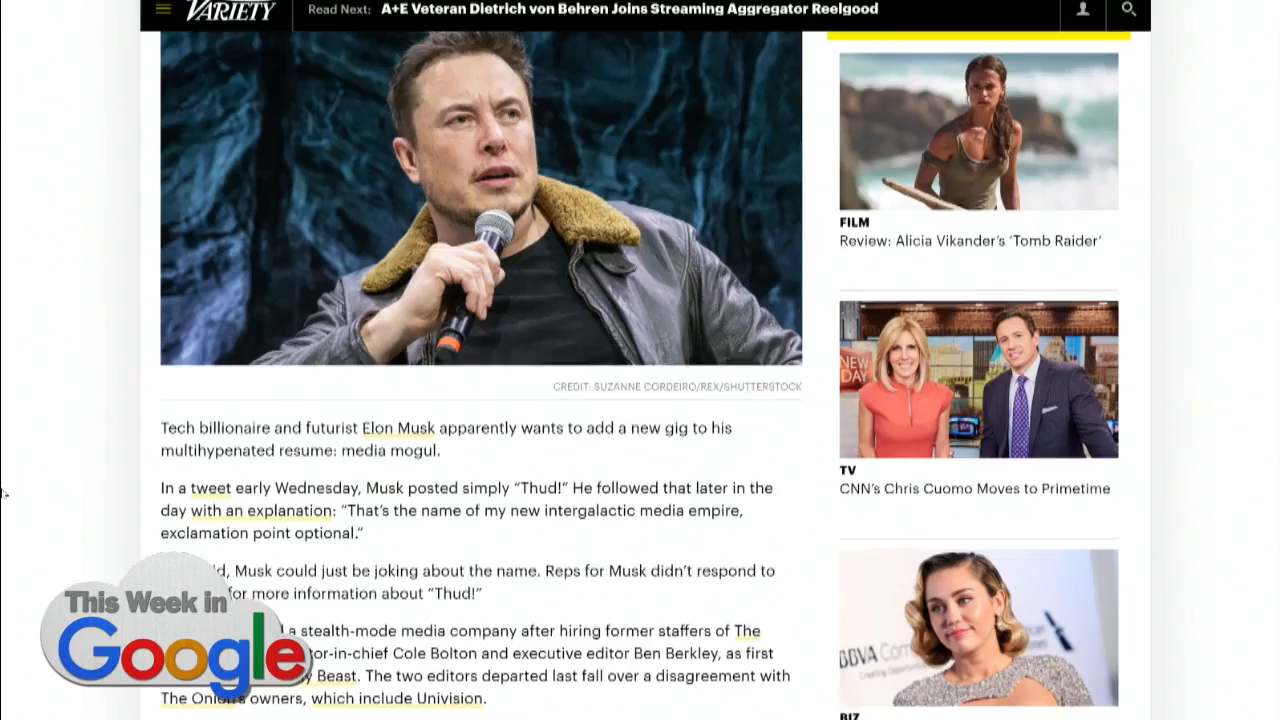 VARIETY
Read Next: A+E Veteran Dietrich von Behren Joins Streaming Aggregator Reelgood
NEW
DAY
CREDIT: SUZANNE CORDEIRO/REX/SHUTTERSTOCK
Tech billionaire and futurist Elon Musk apparently wants to add a new gig to his
multihypenated resume: media mogul.
In a tweet early Wednesday, Musk posted simply “Thud!” He followed that later in the
day with an explanation: “That’s the name of my new intergalactic media empire,
exclamation point optional.”
d, Musk could just be joking about the name. Reps for Musk didn’t respond to
for more information about “Thud!”
a stealth-mode media company after hiring former staffers of The
or-in-chief Cole Bolton and executive editor Ben Berkley, as first
y Beast. The two editors departed last fall over a disagreement with
The Onion’s owners, which include Univision.
This Week in
Google
FILM
Review: Alicia Vikander’s ‘Tomb Raider’
TV
CNN’s Chris Cuomo Moves to Primetime
BBVA Com
Creating Opportunities
BIZ